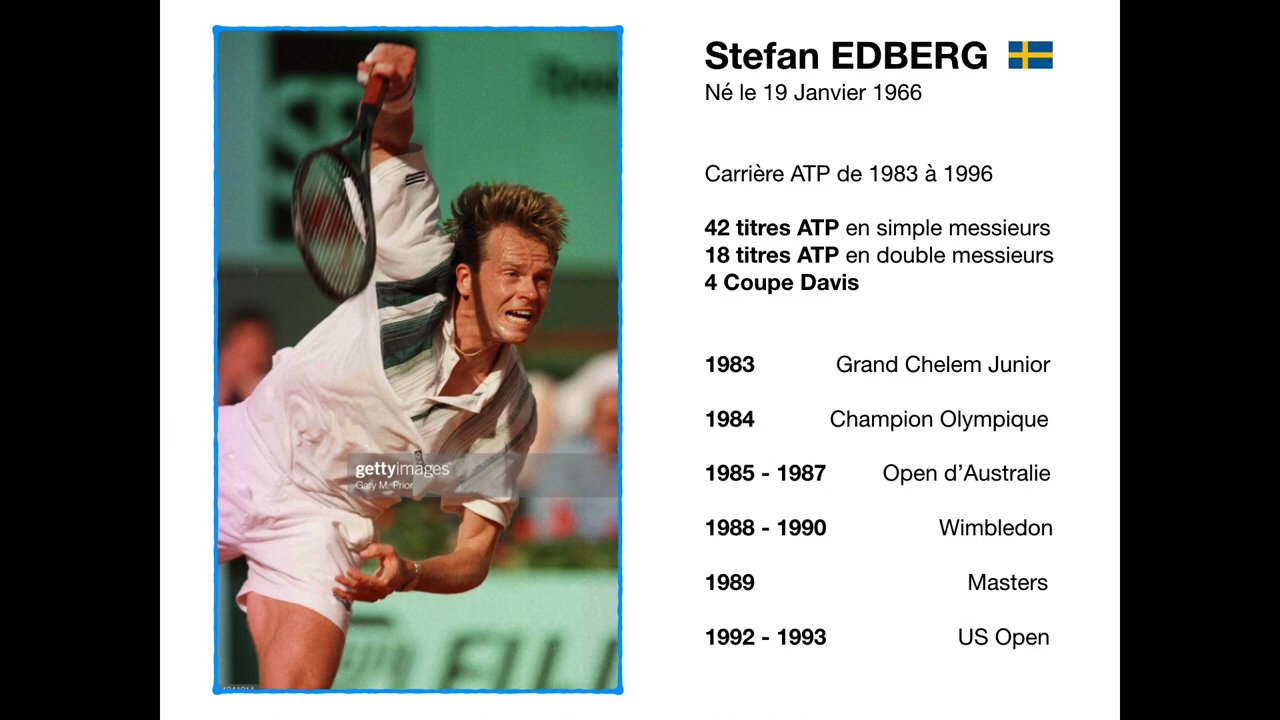 Stefan EDBERG
Né le 19 Janvier 1966
Carrière ATP de 1983 à 1996
42 titres ATP en simple messieurs
18 titres ATP en double messieurs
4 Coupe Davis
1983 Grand Chelem Junior
1984 Champion Olympique
1985 - 1987 Open d’Australie
1988 - 1990 Wimbledon
1989 Masters
1992 - 1993 US Open
gettyimages
Gary M. Prior